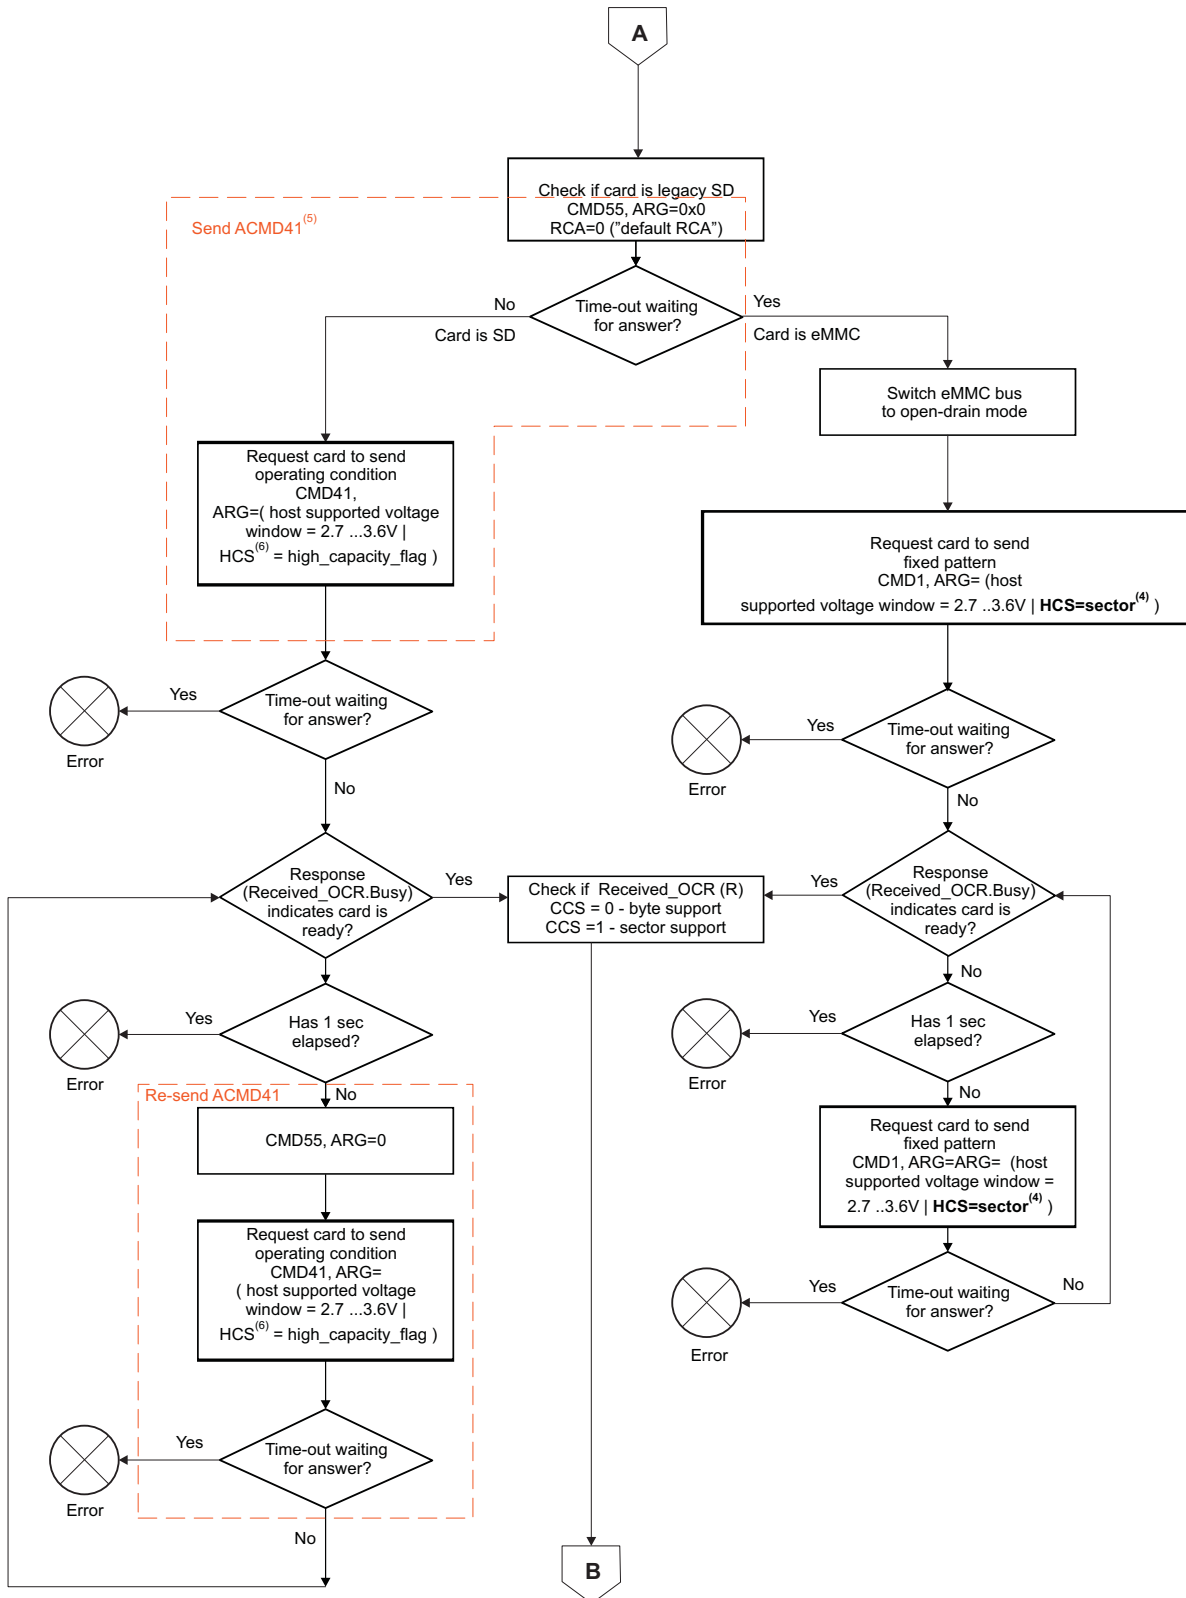 A
Check if card is legacy SD
CMD55, ARG=0x0
RCA=0 ("default RCA")
Send ACMD41(5)
Time-out waiting
for answer?
No
Card is SD
Yes
Card is eMMC
Switch eMMC bus
to open-drain mode
Request card to send
operating condition
CMD41,
ARG=( host supported voltage
window = 2.7 ...3.6V |
HCS(6) = high_capacity_flag )
Request card to send
fixed pattern
CMD1, ARG= (host
supported voltage window = 2.7 ..3.6V | HCS=sector(4) )
Time-out waiting
for answer?
Yes
Error
No
Time-out waiting
for answer?
Yes
Error
No
Response
(Received_OCR.Busy)
indicates card is
ready?
Yes
Check if Received_OCR (R)
CCS = 0 - byte support
CCS =1 - sector support
Yes
Response
(Received_OCR.Busy)
indicates card is
ready?
No
Has 1 sec
elapsed?
Yes
Error
No
Has 1 sec
elapsed?
Yes
Error
No
Re-send ACMD41
CMD55, ARG=0
Request card to send
fixed pattern
CMD1, ARG=ARG= (host
supported voltage window =
2.7 ..3.6V | HCS=sector(4) )
Request card to send
operating condition
CMD41, ARG=
( host supported voltage
window = 2.7 ...3.6V |
HCS(6) = high_capacity_flag )
Time-out waiting
for answer?
Yes
Error
No
Time-out waiting
for answer?
Yes
Error
No
B